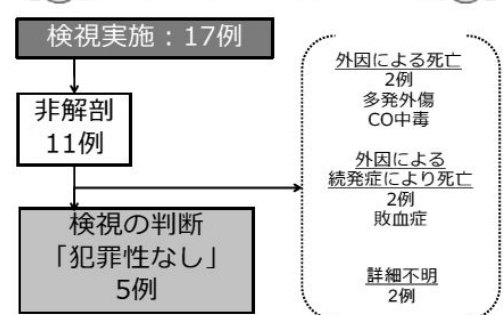 検視実施：17例
非解剖
11例
検視の判断
「犯罪性なし」
5例
外因による死亡
2例
多発外傷
CO中毒
外因による
続発症により死亡
2例
敗血症
詳細不明
2例